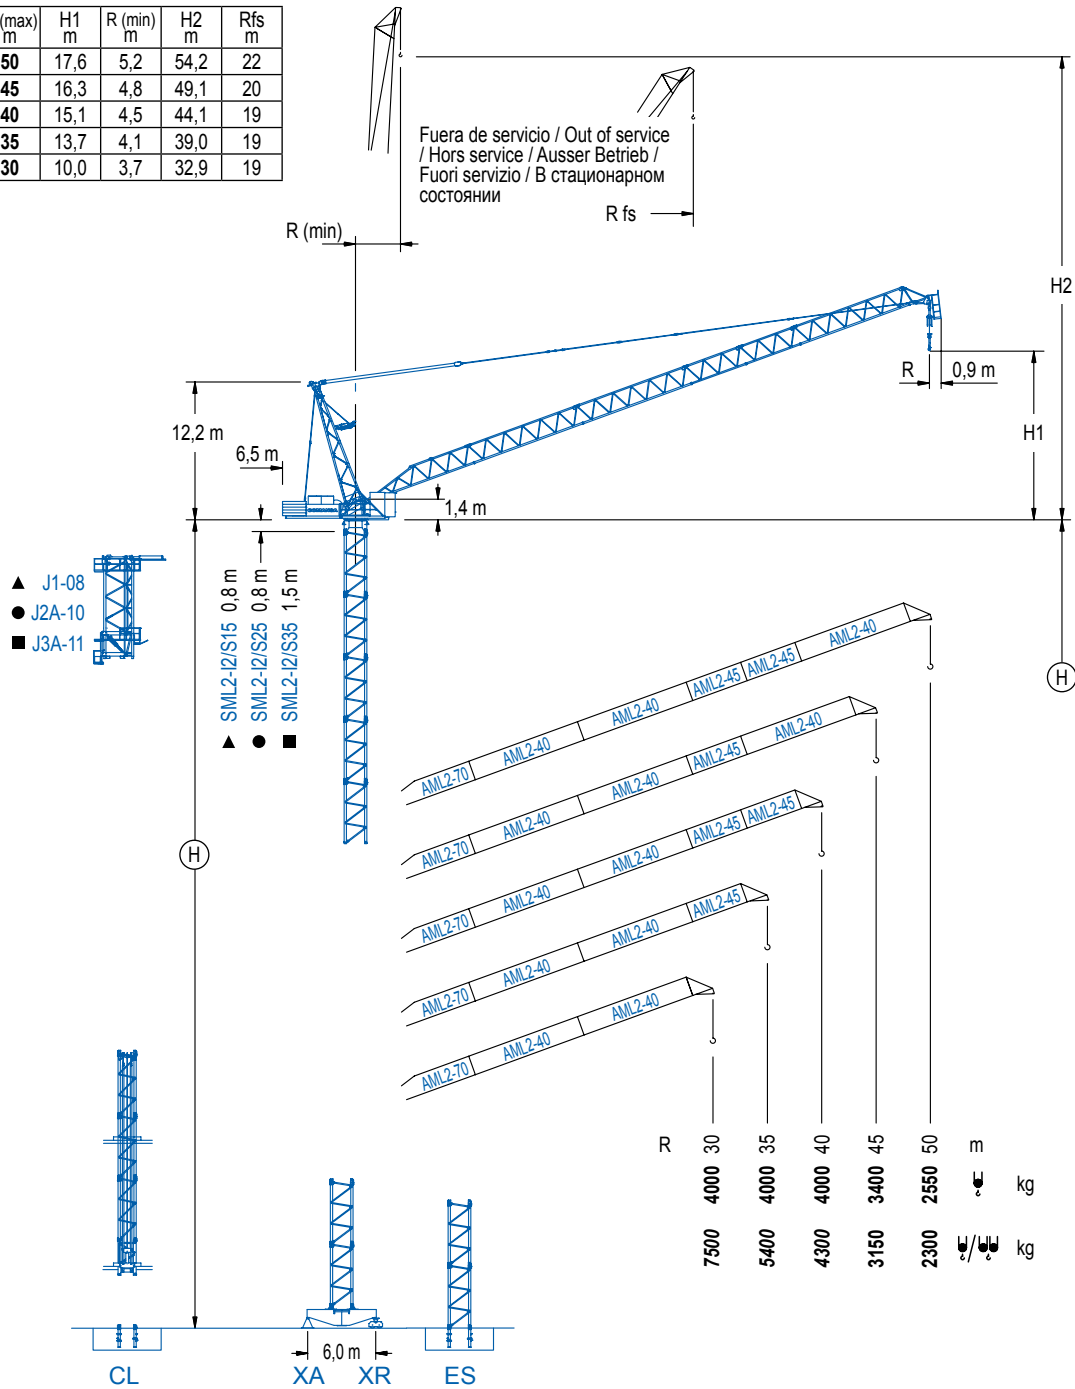 (max) H1 R (min) H2 Rfs
m m m m m
50 17,6 5,2 54,2 22
45 16,3 4,8 49,1 20
40 15,1 4,5 44,1 19
35 13,7 4,1 39,0 19
30 10,0 3,7 32,9 19
Fuera de servicio / Out of service
/ Hors service / Ausser Betrieb /
Fuori servizio / В стационарном
состоянии
R fs
R (min)
H2
R 0,9 m
12,2 m
H1
6,5 m
1,4 m
▲ J1-08
● J2A-10
■ J3A-11
▲ SML2-I2/S15 0,8 m
● SML2-I2/S25 0,8 m
■ SML2-I2/S35 1,5 m
H
H
AML2-70 AML2-40 AML2-40 AML2-45 AML2-45 AML2-40
AML2-70 AML2-40 AML2-40 AML2-45 AML2-40
AML2-70 AML2-40 AML2-40 AML2-45 AML2-45
AML2-70 AML2-40 AML2-40 AML2-45
AML2-70 AML2-40 AML2-40
R 30 35 40 45 50 m
4000 4000 4000 3400 2550 kg
7500 5400 4300 3150 2300 / kg
6,0 m
CL XA XR ES